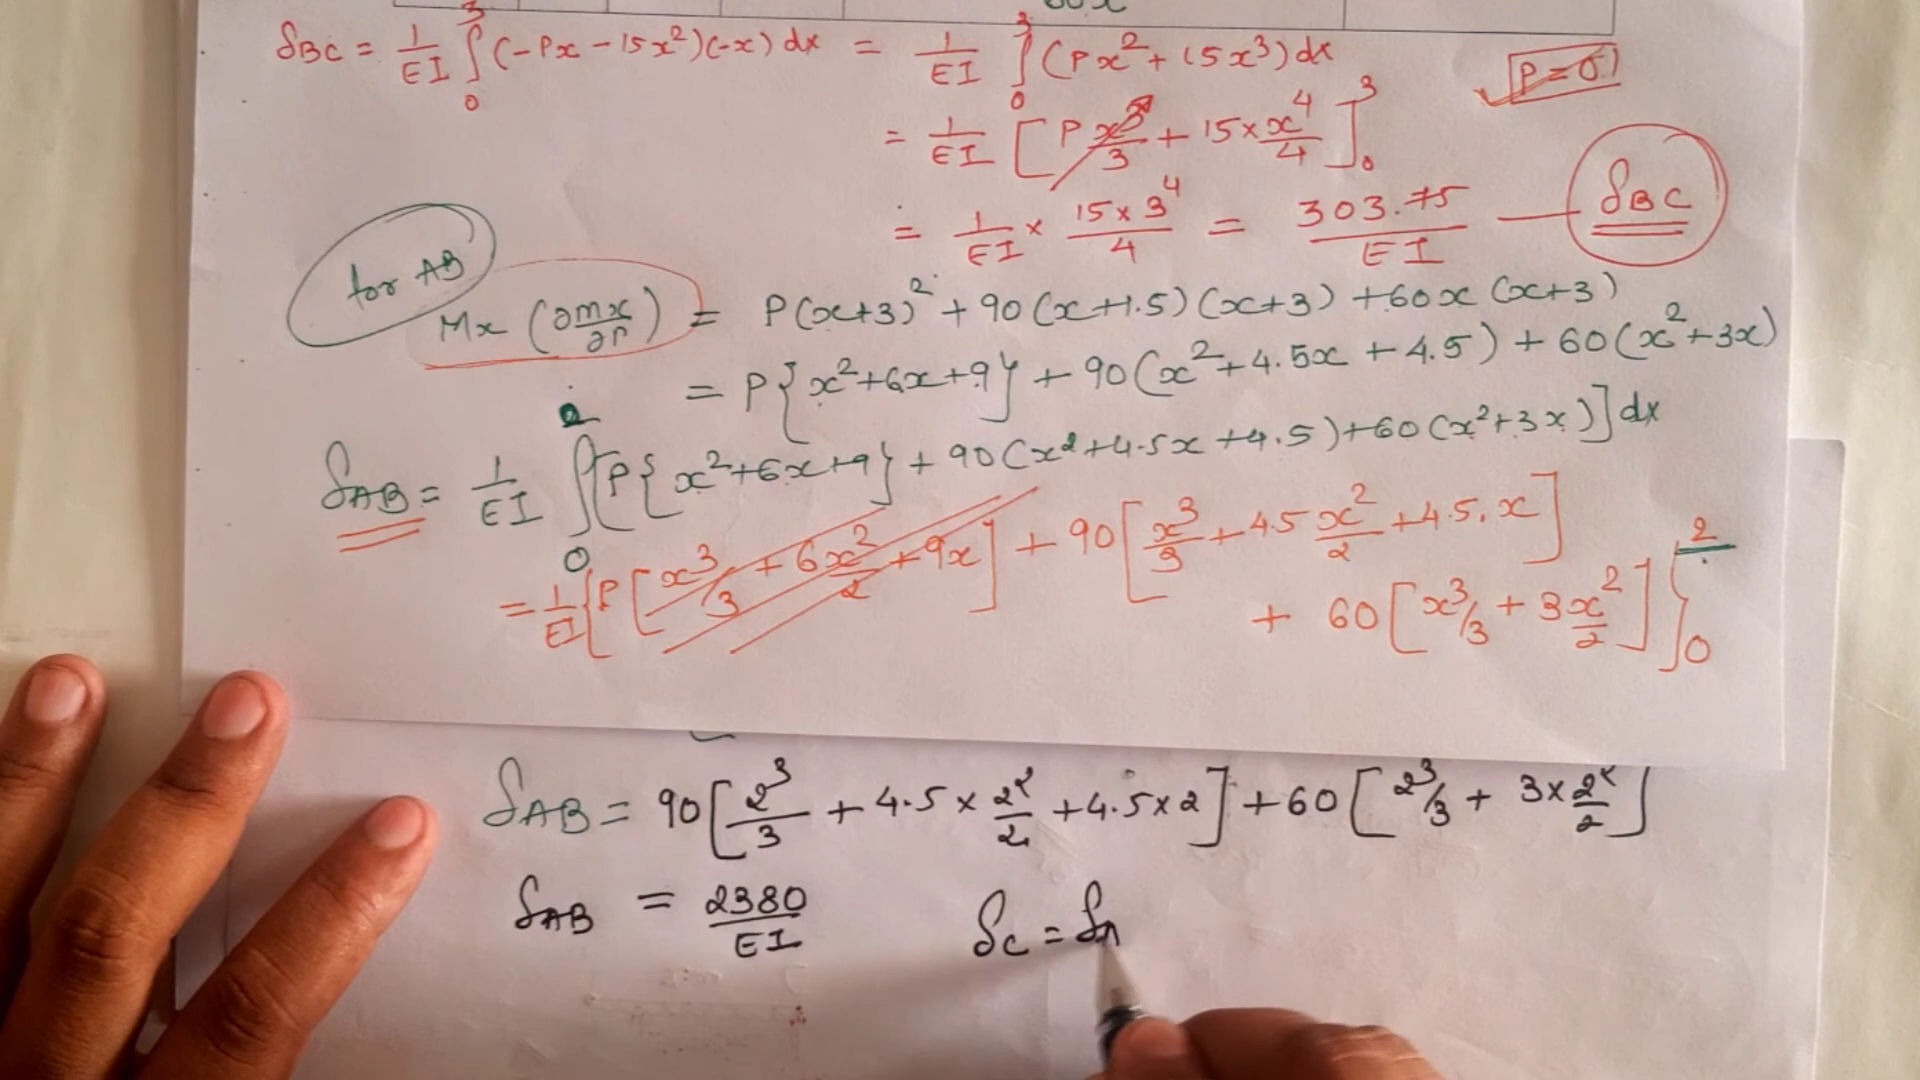 δBC = 1/EI ∫₀³ (-Px - 15x²)(-x) dx = 1/EI ∫₀³ (Px² + 15x³) dx
P = 0
= 1/EI [P x³/3 + 15 × x⁴/4]₀³
= 1/EI × 15 × 3⁴/4 = 303.75/EI — δBC
for AB
Mx (∂Mx/∂P) = P(x+3)² + 90(x+1.5)(x+3) + 60x(x+3)
= P{x²+6x+9} + 90(x²+4.5x+4.5) + 60(x²+3x)
δAB = 1/EI ∫₀² [P{x²+6x+9} + 90(x²+4.5x+4.5) + 60(x²+3x)] dx
= 1/EI {P[x³/3 + 6x²/2 + 9x] + 90[x³/3 + 4.5 x²/2 + 4.5.x]
+ 60[x³/3 + 3x²/2]}₀²
δAB = 90[2³/3 + 4.5 × 2²/2 + 4.5×2] + 60[2³/3 + 3×2²/2]
δAB = 2380/EI δC = δA